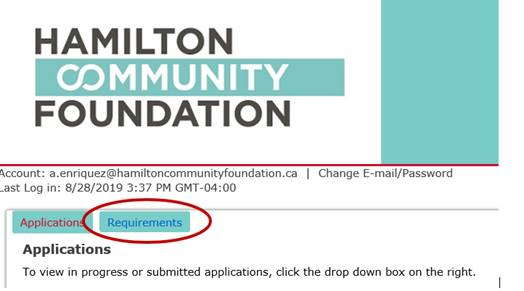 HAMILTON
COMMUNITY
FOUNDATION
Account: a.enriquez@hamiltoncommunityfoundation.ca | Change E-mail/Password
Last Log in: 8/28/2019 3:37 PM GMT-04:00
Applications Requirements
Applications
To view in progress or submitted applications, click the drop down box on the right.